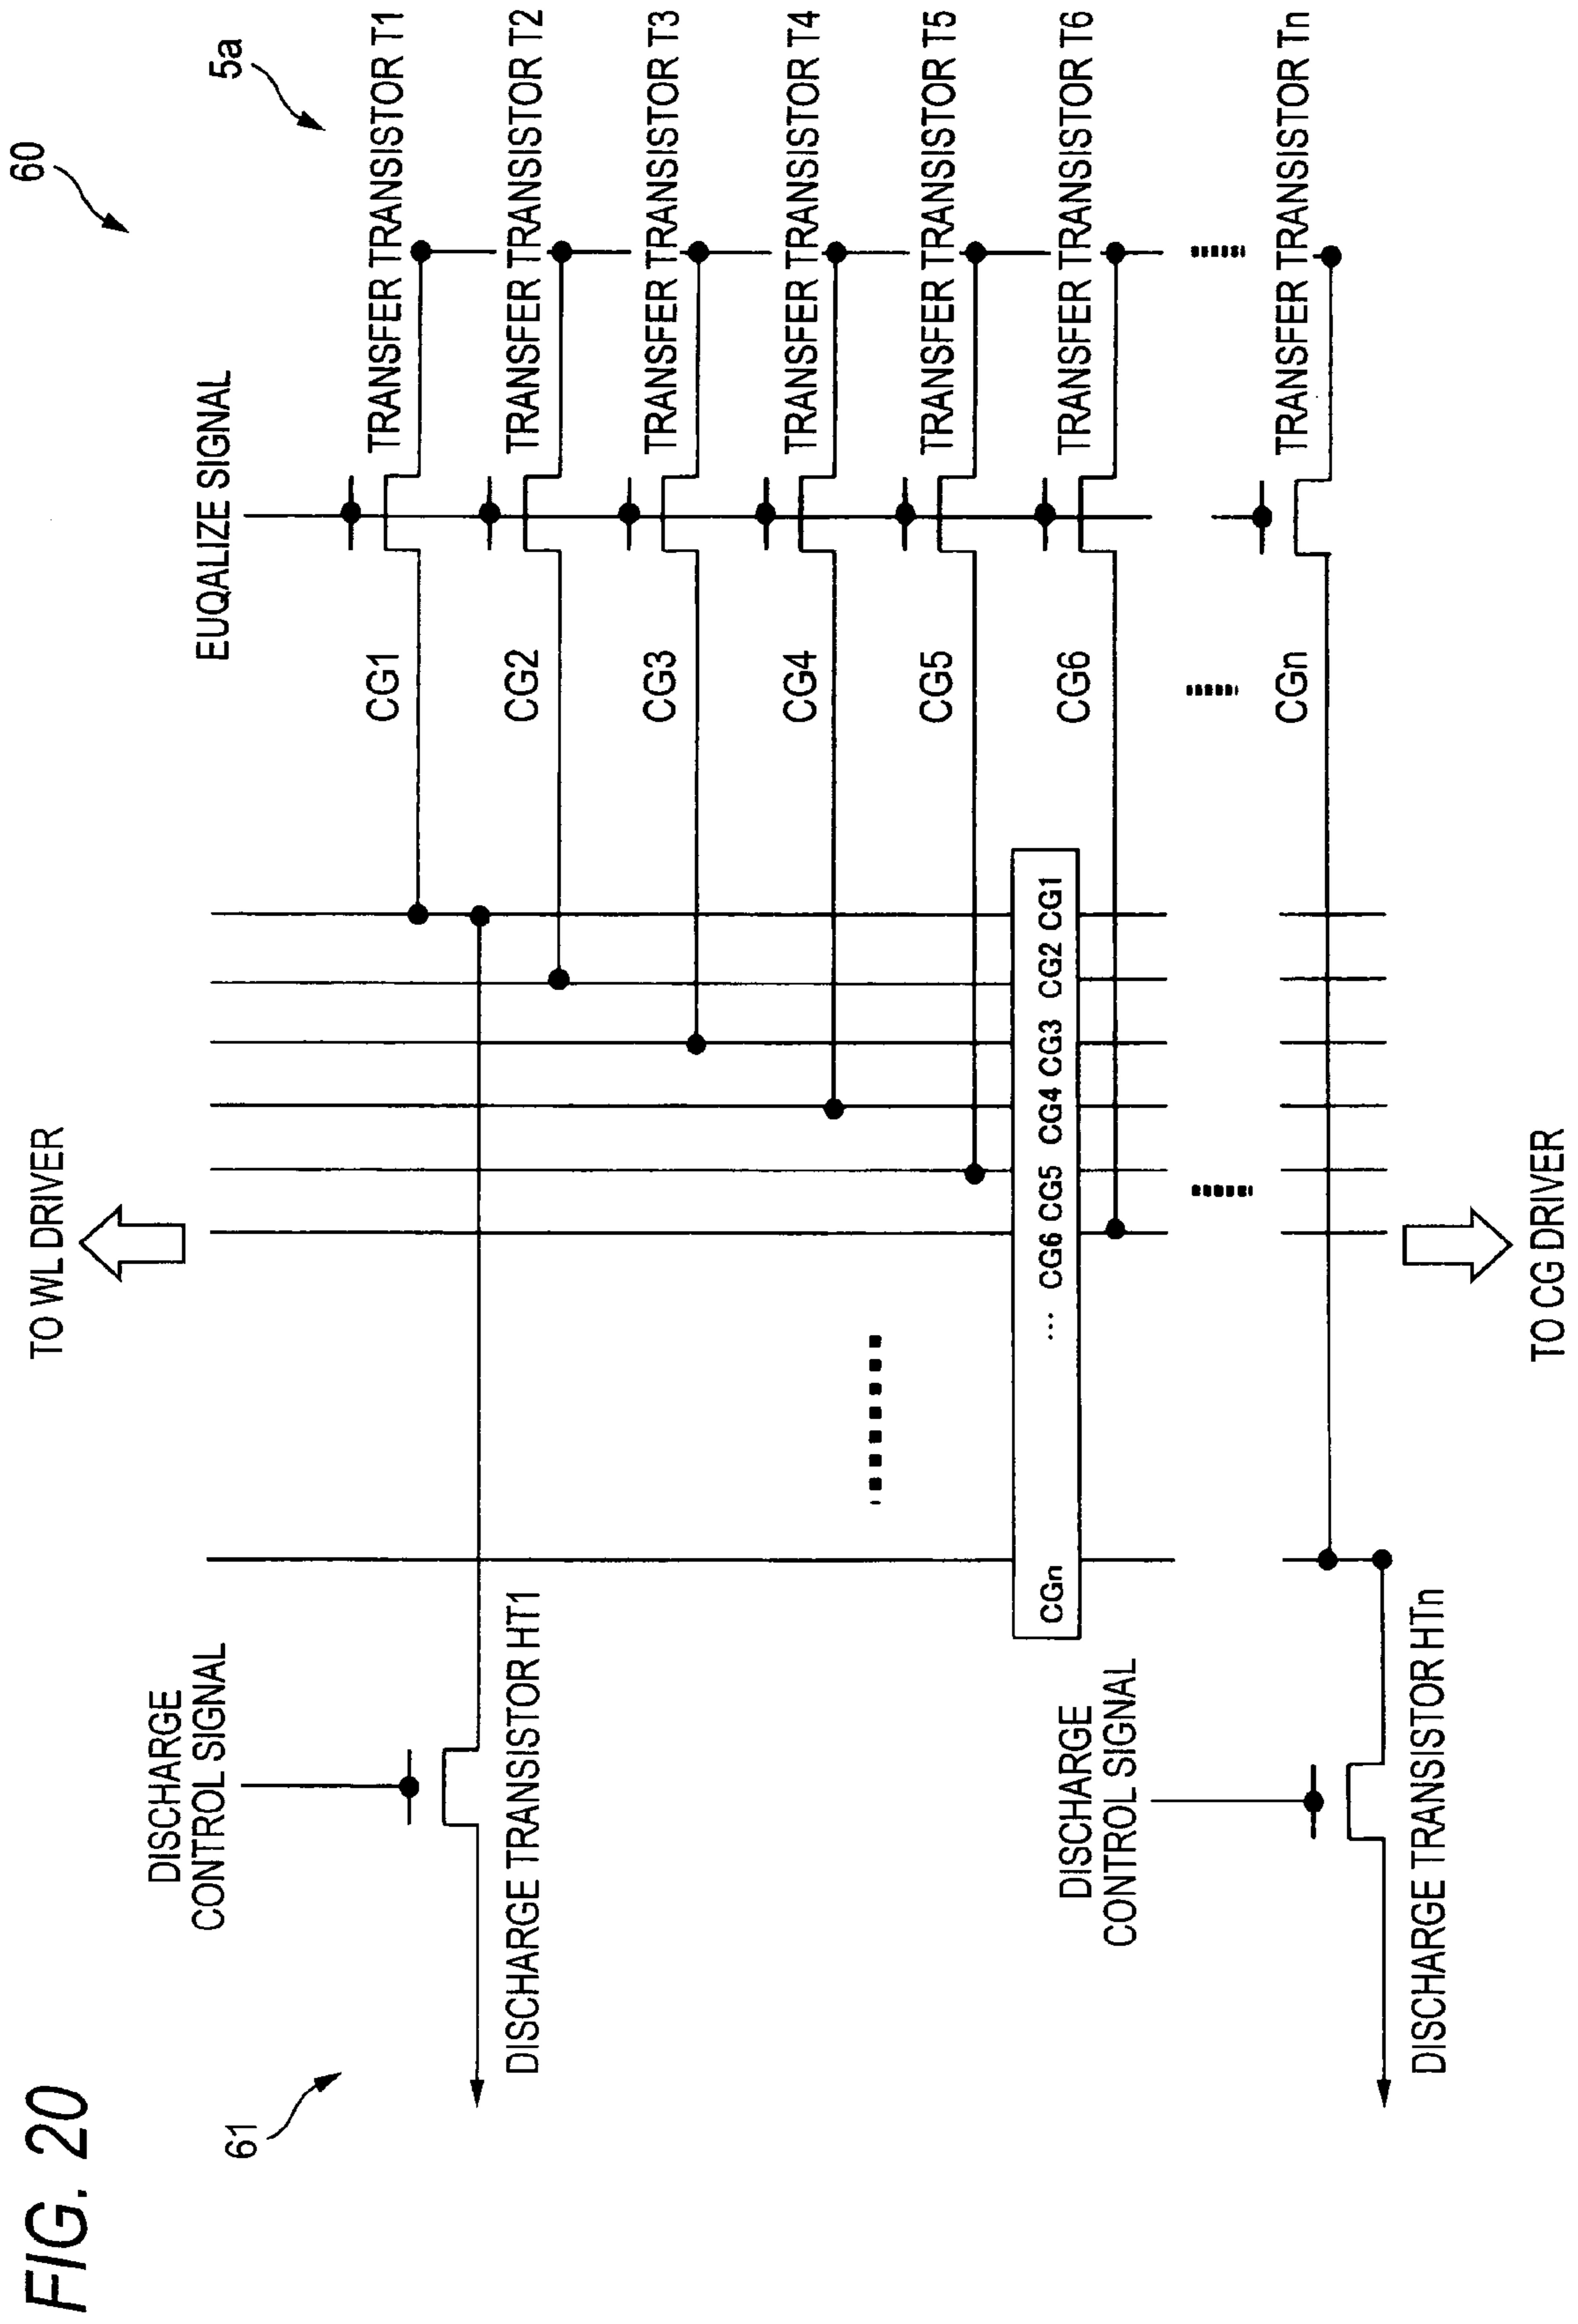 FIG. 20
60
61
5a
TO WL DRIVER
DISCHARGE
CONTROL SIGNAL
EUQALIZE SIGNAL
CG1
TRANSFER TRANSISTOR T1
DISCHARGE TRANSISTOR HT1
CG2
TRANSFER TRANSISTOR T2
CG3
TRANSFER TRANSISTOR T3
CG4
TRANSFER TRANSISTOR T4
CG5
TRANSFER TRANSISTOR T5
CGn ... CG6 CG5 CG4 CG3 CG2 CG1
CG6
TRANSFER TRANSISTOR T6
DISCHARGE
CONTROL SIGNAL
CGn
TRANSFER TRANSISTOR Tn
DISCHARGE TRANSISTOR HTn
TO CG DRIVER